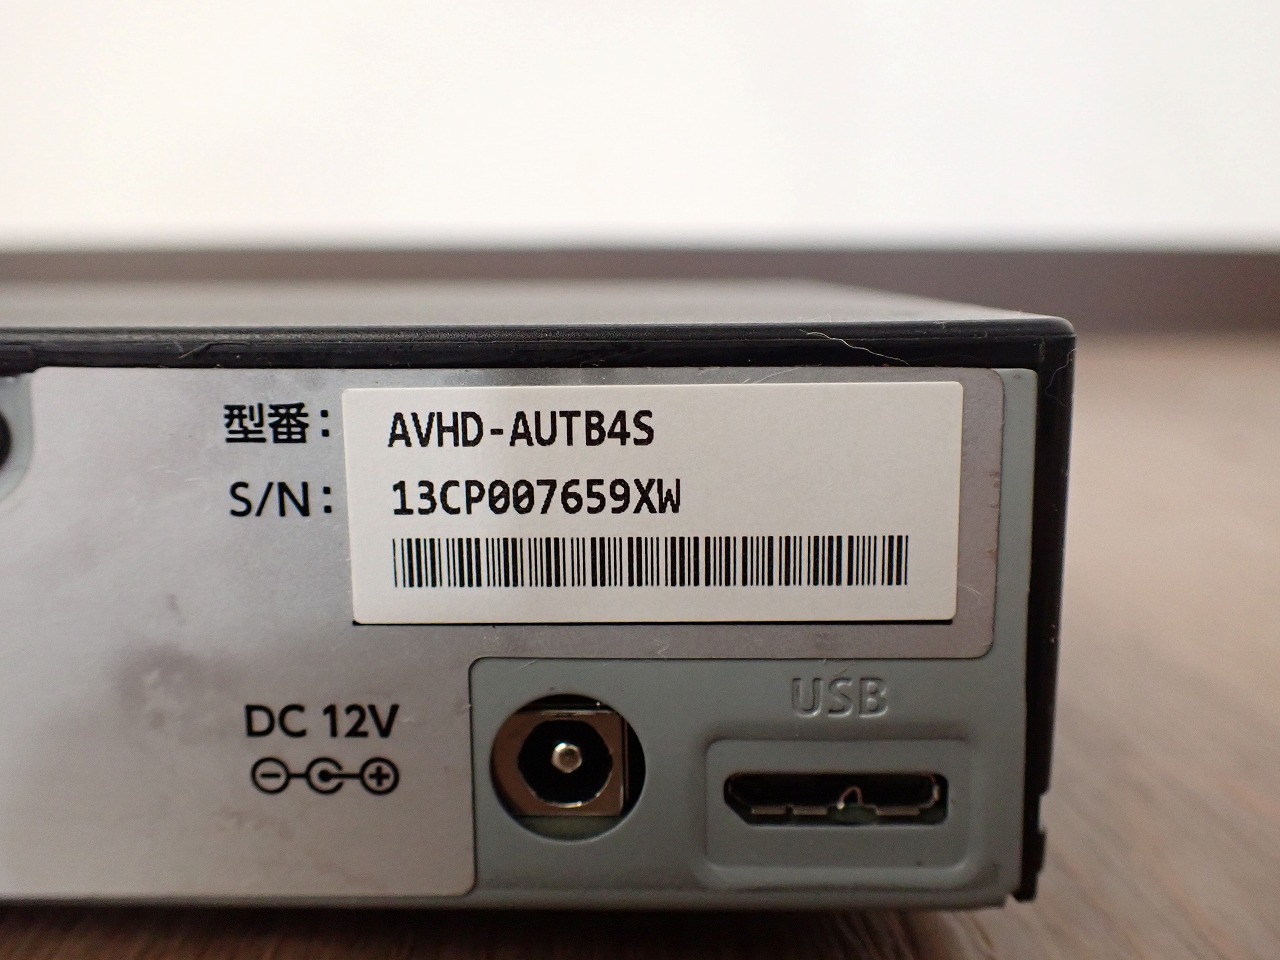 型番: AVHD-AUTB4S
S/N: 13CP007659XW
DC 12V
USB